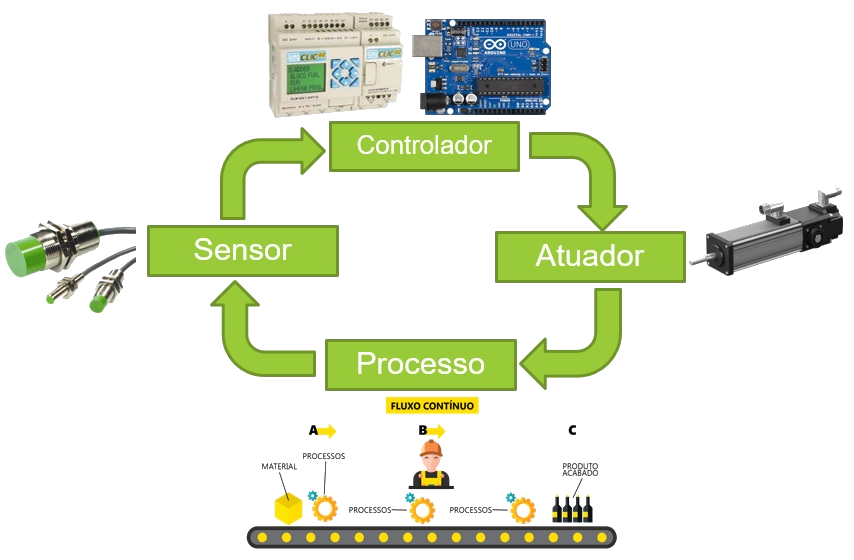 CLIC
ARDUINO
UNO
Controlador
Sensor
Atuador
Processo
FLUXO CONTÍNUO
A
B
C
PROCESSOS
MATERIAL
PRODUTO
ACABADO
PROCESSOS
PROCESSOS